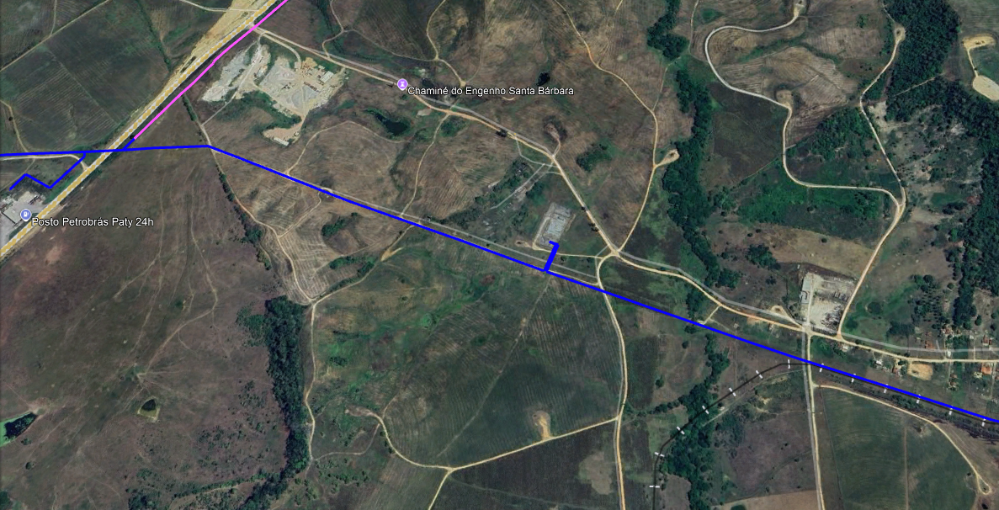 Chaminé do Engenho Santa Bárbara
Posto Petrobrás Paty 24h